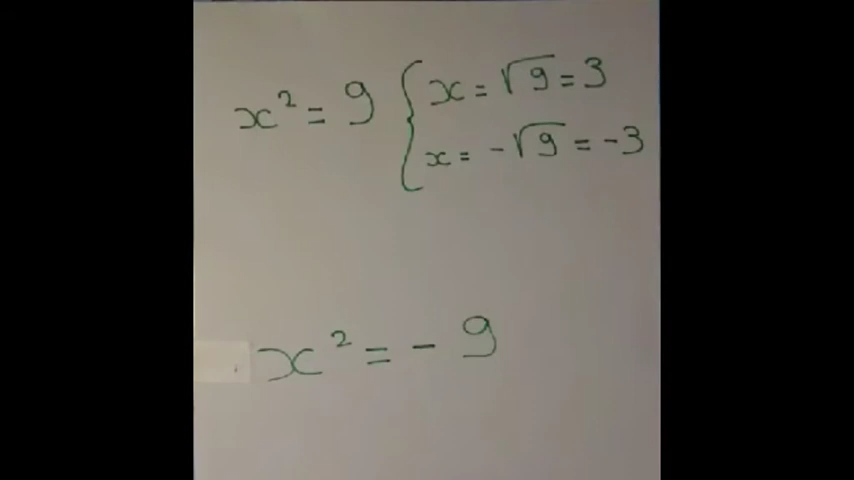 x² = 9 { x = √9 = 3
x = -√9 = -3
x² = - 9